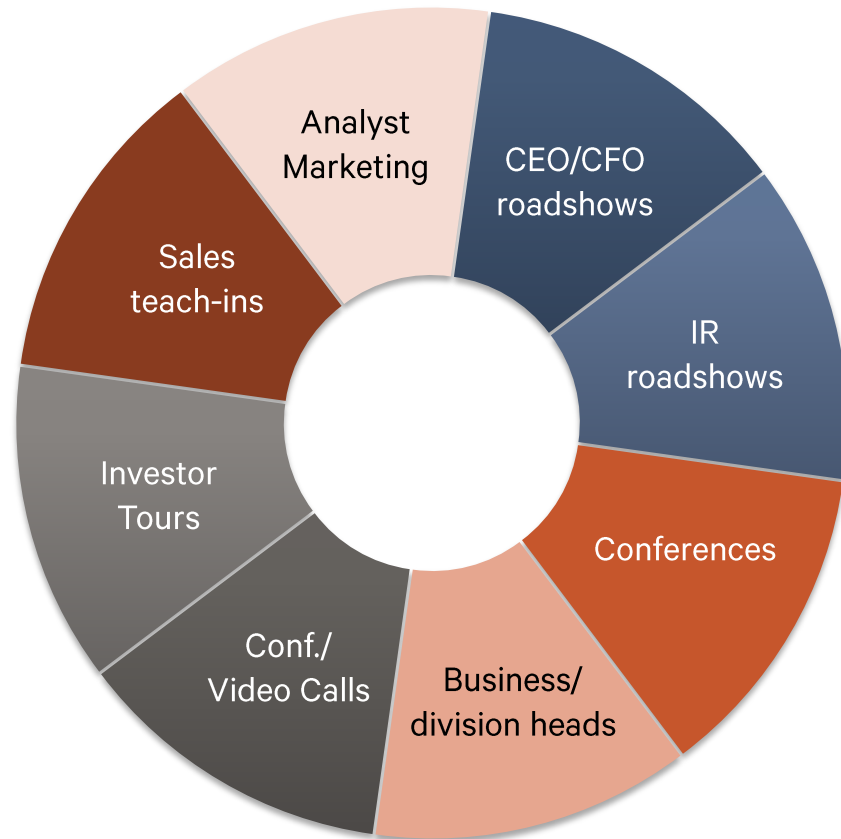 Analyst
Marketing
CEO/CFO
roadshows
IR
roadshows
Conferences
Business/
division heads
Conf./
Video Calls
Investor
Tours
Sales
teach-ins